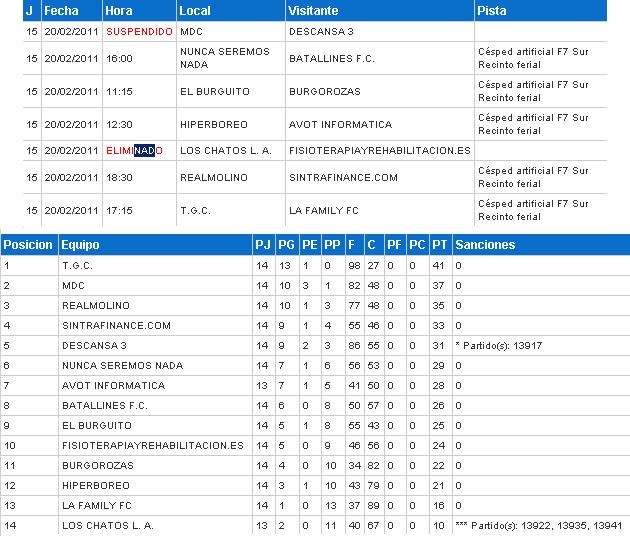 J Fecha Hora Local Visitante Pista
15 20/02/2011 SUSPENDIDO MDC DESCANSA 3
15 20/02/2011 16:00 NUNCA SEREMOS NADA BATALLINES F.C. Césped artificial F7 Sur Recinto ferial
15 20/02/2011 11:15 EL BURGUITO BURGOROZAS Césped artificial F7 Sur Recinto ferial
15 20/02/2011 12:30 HIPERBOREO AVOT INFORMATICA Césped artificial F7 Sur Recinto ferial
15 20/02/2011 ELIMINADO LOS CHATOS L. A. FISIOTERAPIAYREHABILITACION.ES
15 20/02/2011 18:30 REALMOLINO SINTRAFINANCE.COM Césped artificial F7 Sur Recinto ferial
15 20/02/2011 17:15 T.G.C. LA FAMILY FC Césped artificial F7 Sur Recinto ferial
Posicion Equipo PJ PG PE PP F C PF PC PT Sanciones
1 T.G.C. 14 13 1 0 98 27 0 0 41 0
2 MDC 14 10 3 1 82 48 0 0 37 0
3 REALMOLINO 14 10 1 3 77 48 0 0 35 0
4 SINTRAFINANCE.COM 14 9 1 4 55 46 0 0 33 0
5 DESCANSA 3 14 9 2 3 86 55 0 0 31 * Partido(s): 13917
6 NUNCA SEREMOS NADA 14 7 1 6 56 53 0 0 29 0
7 AVOT INFORMATICA 13 7 1 5 41 50 0 0 28 0
8 BATALLINES F.C. 14 6 0 8 50 57 0 0 26 0
9 EL BURGUITO 14 5 1 8 55 43 0 0 25 0
10 FISIOTERAPIAYREHABILITACION.ES 14 5 0 9 46 56 0 0 24 0
11 BURGOROZAS 14 4 0 10 34 82 0 0 22 0
12 HIPERBOREO 14 3 1 10 43 79 0 0 21 0
13 LA FAMILY FC 14 1 0 13 37 89 0 0 16 0
14 LOS CHATOS L. A. 13 2 0 11 40 67 0 0 10 *** Partido(s): 13922, 13935, 13941